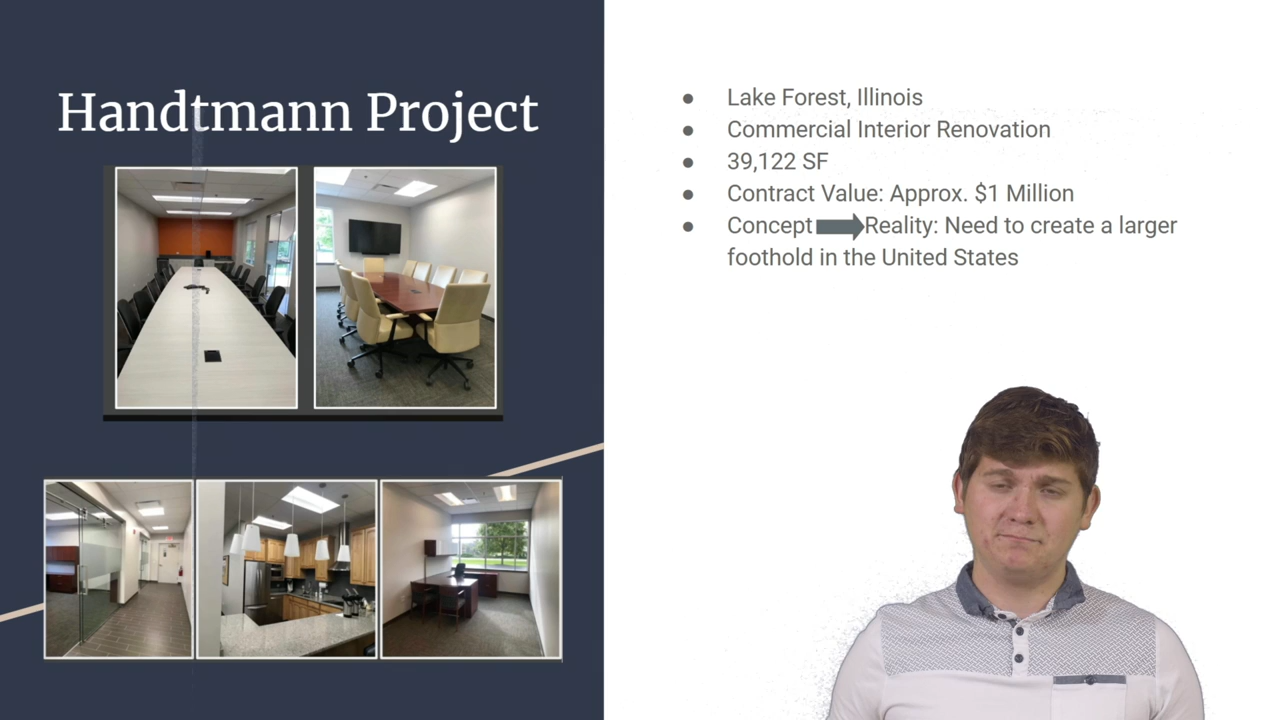 Handtmann Project
● Lake Forest, Illinois
● Commercial Interior Renovation
● 39,122 SF
● Contract Value: Approx. $1 Million
● Concept Reality: Need to create a larger
foothold in the United States